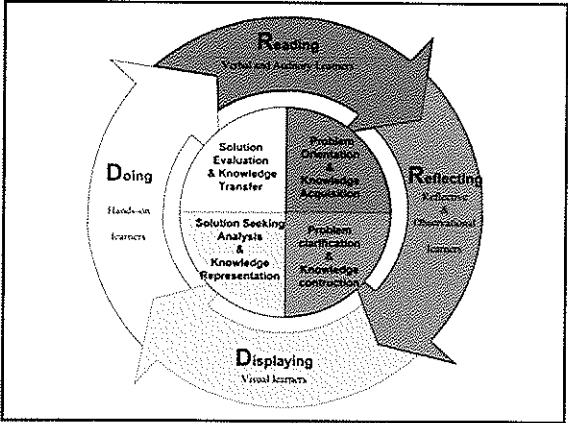 Reading
Verbal and Auditory Learners
Solution
Evaluation
& Knowledge
Transfer
Problem
Orientation
&
Knowledge
Acquisition
Doing
Hands-on
learners
Reflecting
Reflective
&
Observational
learners
Solution Seeking
Analysis
&
Knowledge
Representation
Problem
clarification
&
Knowledge
contruction
Displaying
Visual learners